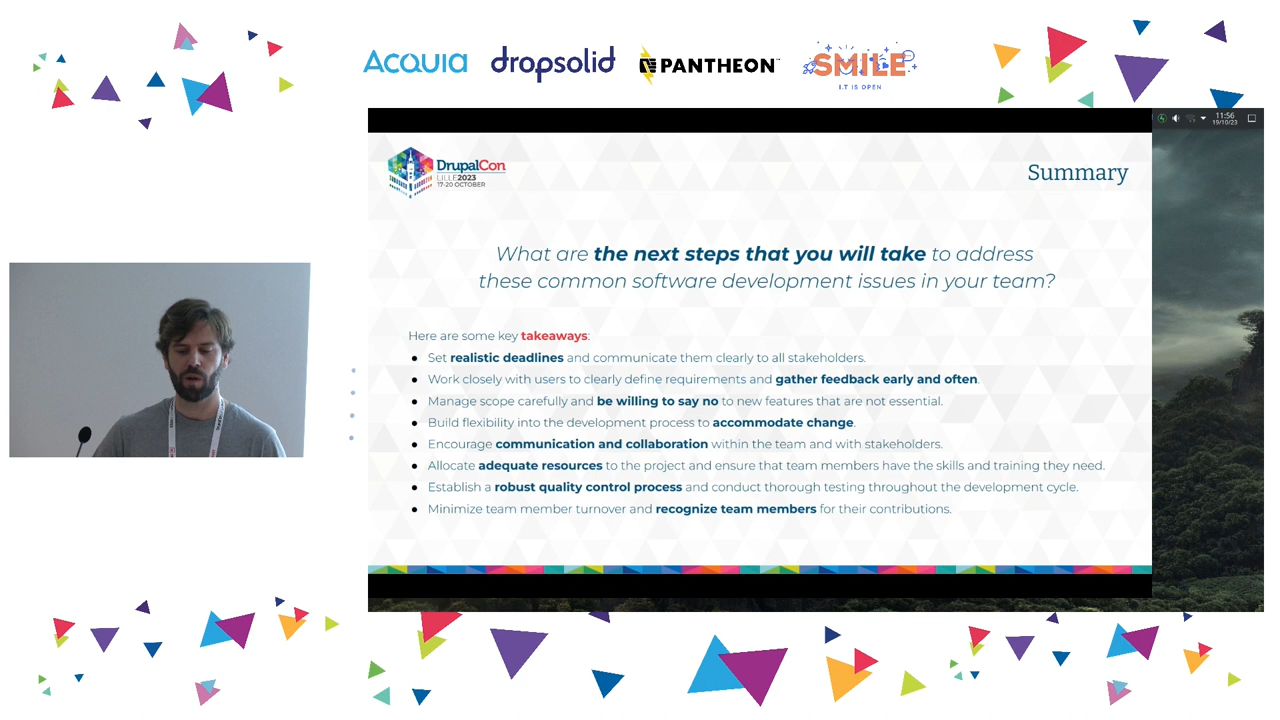 ACQUIA
dropsolid
PANTHEON
SMILE
I.T IS OPEN
11:56
19/10/23
DrupalCon
LILLE2023
17-20 OCTOBER
Summary
What are the next steps that you will take to address
these common software development issues in your team?
Here are some key takeaways:
● Set realistic deadlines and communicate them clearly to all stakeholders.
● Work closely with users to clearly define requirements and gather feedback early and often.
● Manage scope carefully and be willing to say no to new features that are not essential.
● Build flexibility into the development process to accommodate change.
● Encourage communication and collaboration within the team and with stakeholders.
● Allocate adequate resources to the project and ensure that team members have the skills and training they need.
● Establish a robust quality control process and conduct thorough testing throughout the development cycle.
● Minimize team member turnover and recognize team members for their contributions.